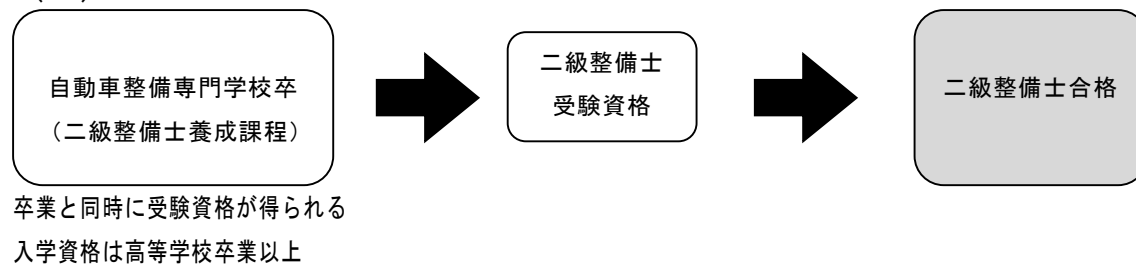 自動車整備専門学校卒
（二級整備士養成課程）
二級整備士
受験資格
二級整備士合格
卒業と同時に受験資格が得られる
入学資格は高等学校卒業以上